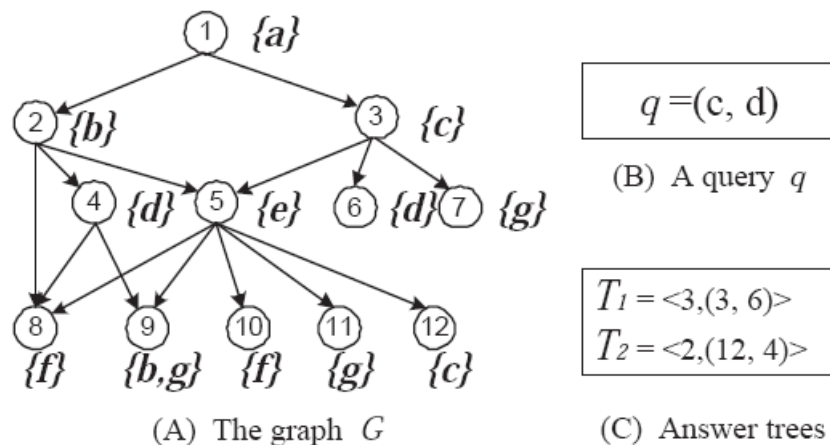 1 {a}
2 {b} 3 {c}
4 {d} 5 {e} 6 {d} 7 {g}
8 9 10 11 12
{f} {b,g} {f} {g} {c}
(A) The graph G
q =(c, d)
(B) A query q
T1 = <3,(3, 6)>
T2 = <2,(12, 4)>
(C) Answer trees